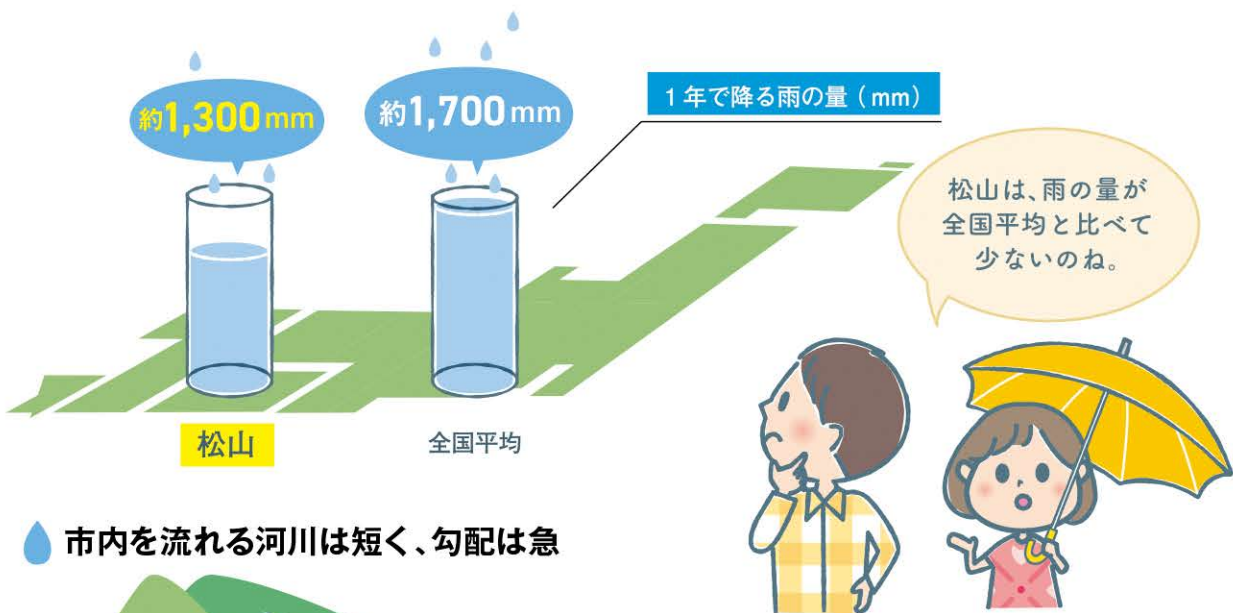 約1,300mm
約1,700mm
1年で降る雨の量（mm）
松山は、雨の量が
全国平均と比べて
少ないのね。
松山
全国平均
市内を流れる河川は短く、勾配は急